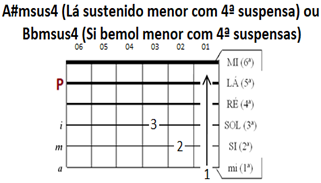 A#msus4 (Lá sustenido menor com 4ª suspensa) ou
Bbmsus4 (Si bemol menor com 4ª suspensas)
06 05 04 03 02 01
MI (6ª)
P LÁ (5ª)
RÉ (4ª)
i 3 SOL (3ª)
m 2 SI (2ª)
a 1 mi (1ª)